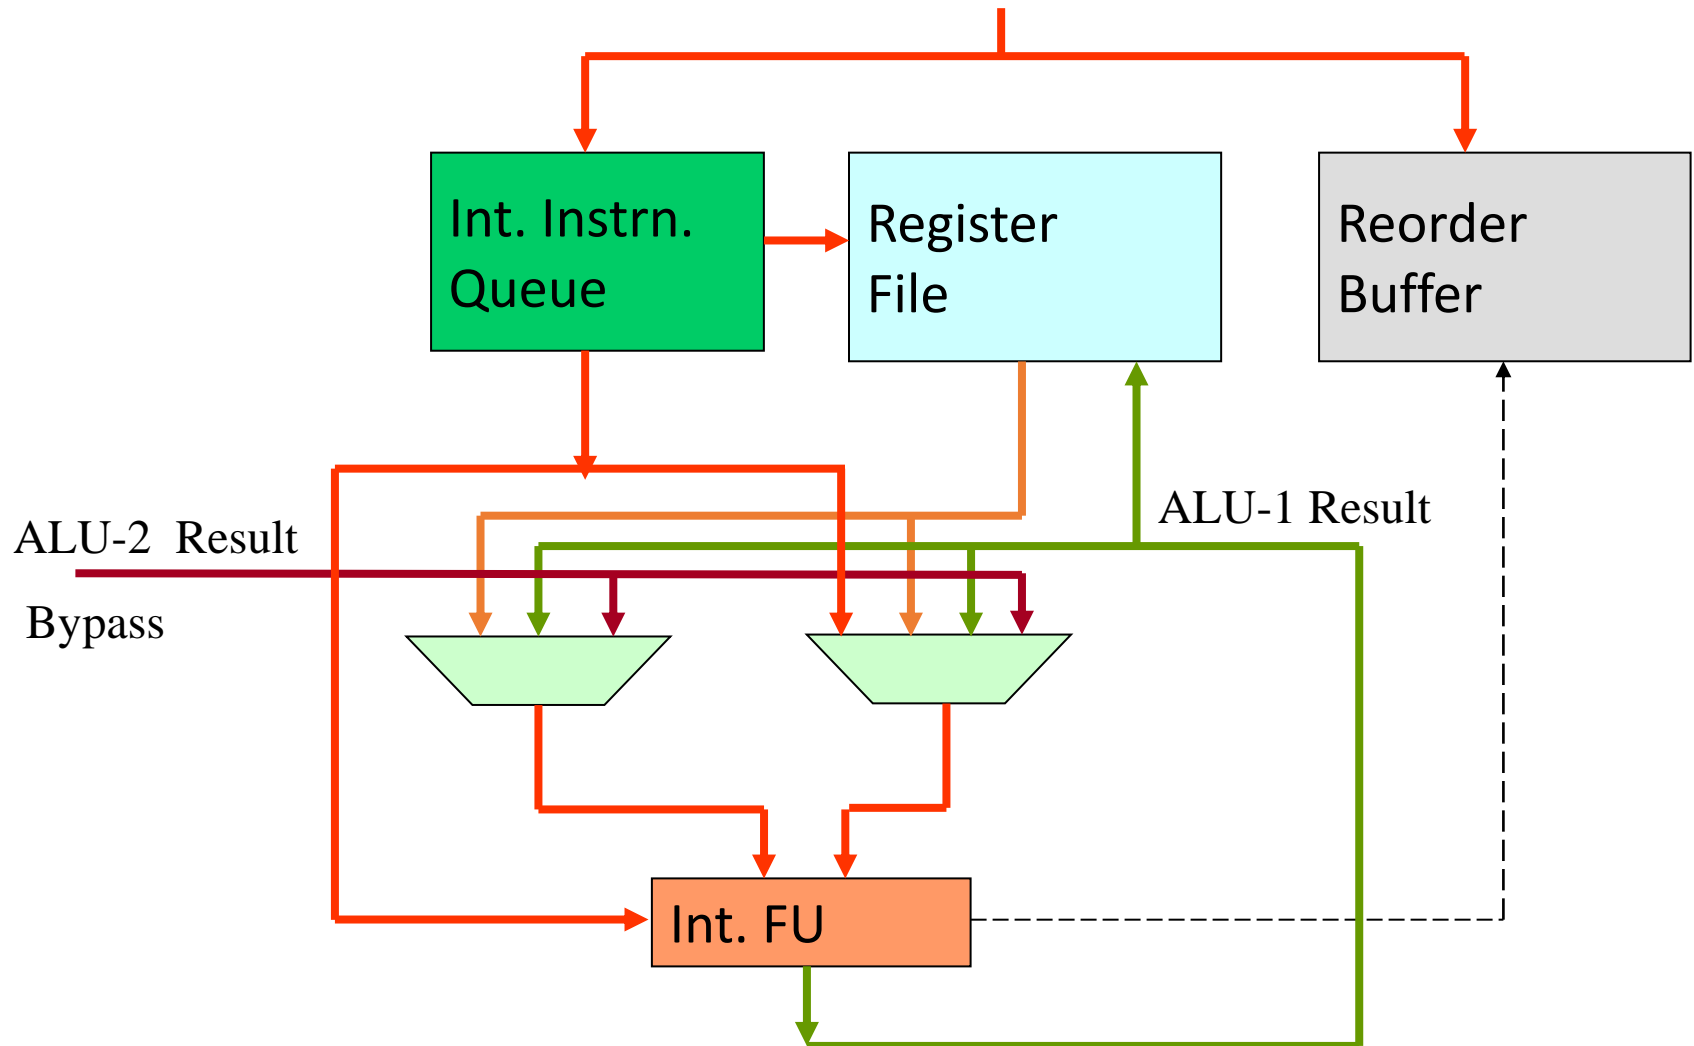 Int. Instrn.
Queue
Register
File
Reorder
Buffer
ALU-1 Result
ALU-2  Result
Bypass
Int. FU